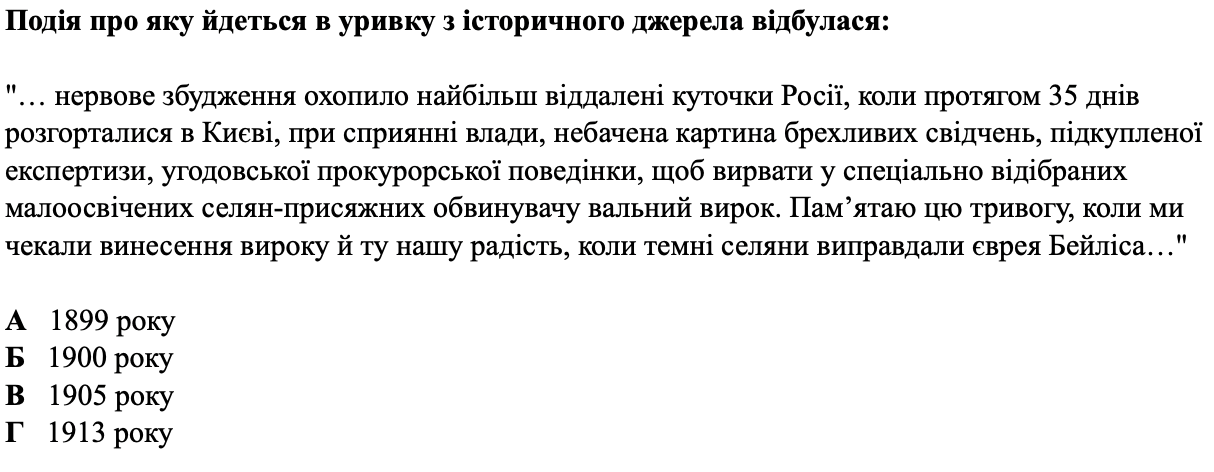 Подія про яку йдеться в уривку з історичного джерела відбулася:
"… нервове збудження охопило найбільш віддалені куточки Росії, коли протягом 35 днів
розгорталися в Києві, при сприянні влади, небачена картина брехливих свідчень, підкупленої
експертизи, угодовської прокурорської поведінки, щоб вирвати у спеціально відібраних
малоосвічених селян-присяжних обвинувачу вальний вирок. Пам’ятаю цю тривогу, коли ми
чекали винесення вироку й ту нашу радість, коли темні селяни виправдали єврея Бейліса…"
А 1899 року
Б 1900 року
В 1905 року
Г 1913 року